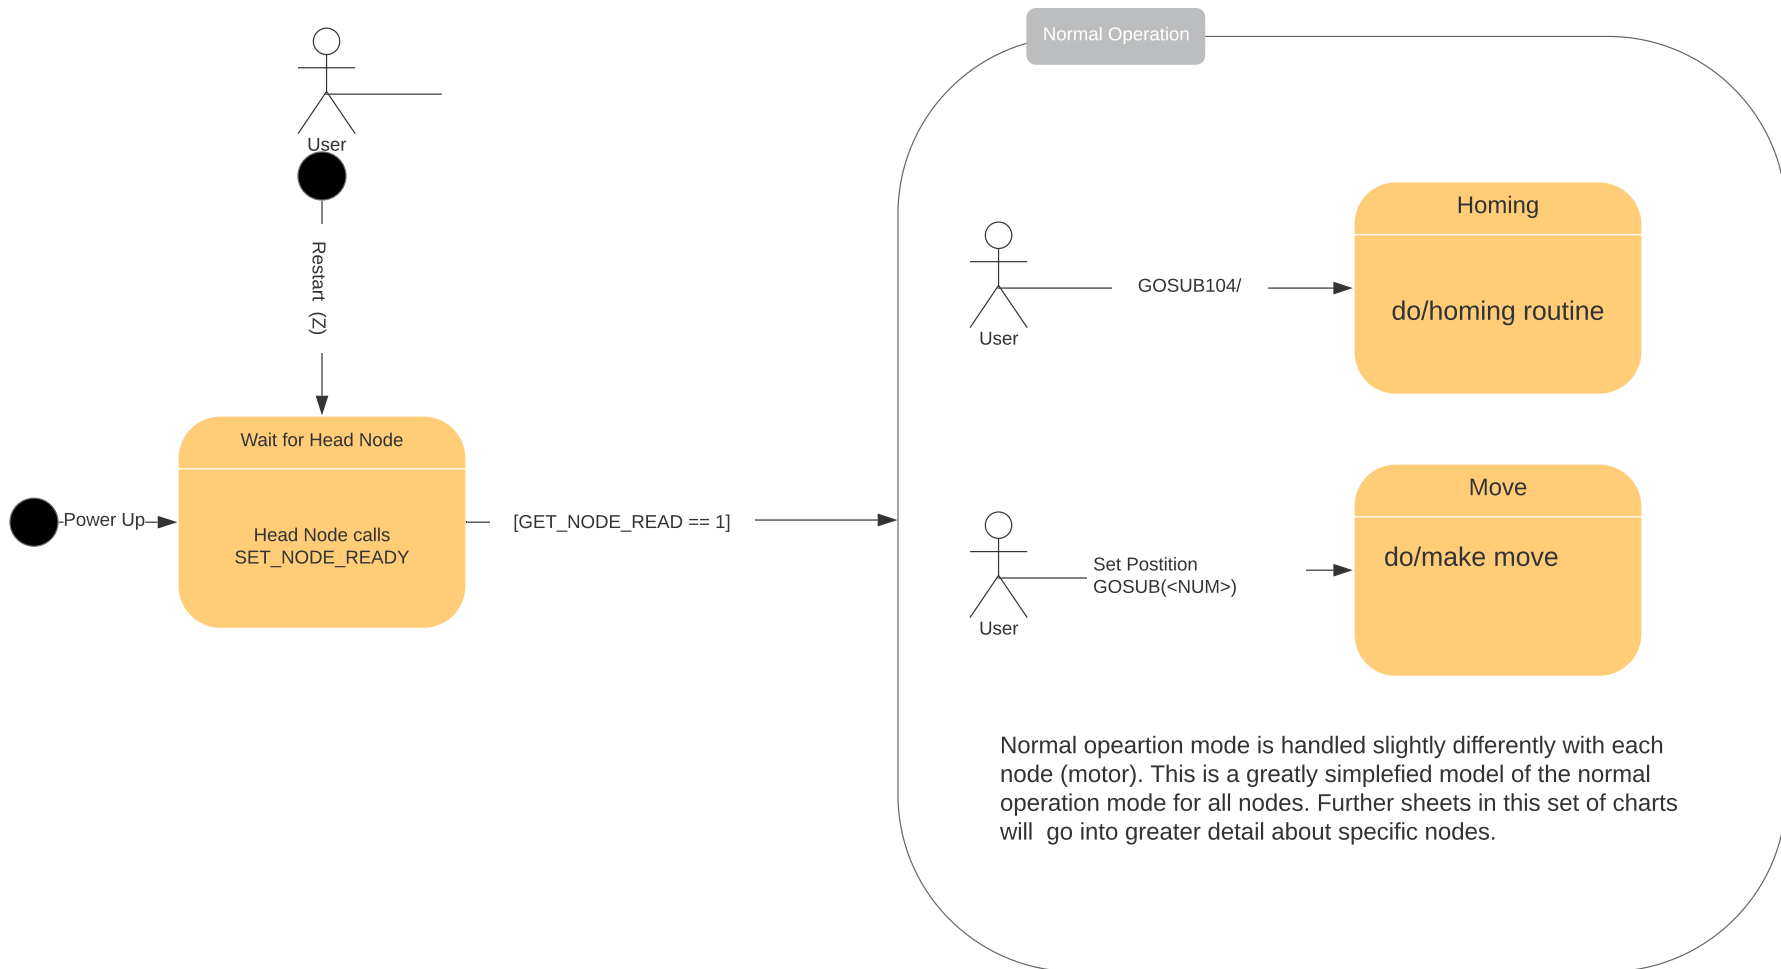 Normal Operation
User
Restart  (Z)
Homing
GOSUB104/
do/homing routine
User
Wait for Head Node
Power Up
Head Node calls
SET_NODE_READY
[GET_NODE_READ == 1]
Move
Set Postition
GOSUB(<NUM>)
do/make move
User
Normal opeartion mode is handled slightly differently with each
node (motor). This is a greatly simplefied model of the normal
operation mode for all nodes. Further sheets in this set of charts
will  go into greater detail about specific nodes.